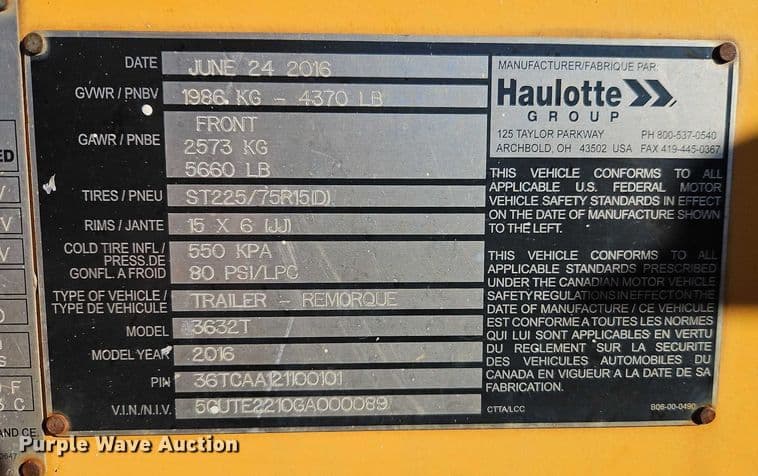 DATE JUNE 24 2016
GVWR / PNBV 1986 KG - 4370 LB
GAWR / PNBE FRONT
2573 KG
5660 LB
TIRES / PNEU ST225/75R15(D)
RIMS / JANTE 15 X 6 (JJ)
COLD TIRE INFL / 550 KPA
PRESS.DE
GONFL. A FROID 80 PSI/LPC
TYPE OF VEHICLE / TRAILER - REMORQUE
TYPE DE VEHICULE
MODEL 3632T
MODEL YEAR 2016
PIN 36TCAA121100101
V.I.N./N.I.V. 5GUTE2210GA000089
MANUFACTURER/FABRIQUE PAR:
Haulotte
GROUP
125 TAYLOR PARKWAY PH 800-537-0540
ARCHBOLD, OH 43502 USA FAX 419-445-0367
THIS VEHICLE CONFORMS TO ALL
APPLICABLE U.S. FEDERAL MOTOR
VEHICLE SAFETY STANDARDS IN EFFECT
ON THE DATE OF MANUFACTURE SHOWN
TO THE LEFT.
THIS VEHICLE CONFORMS TO ALL
APPLICABLE STANDARDS PRESCRIBED
UNDER THE CANADIAN MOTOR VEHICLE
SAFETY REGULATIONS IN EFFECT ON THE
DATE OF MANUFACTURE / CE VEHICULE
EST CONFORME A TOUTES LES NORMES
QUI LUI SONT APPLICABLES EN VERTU
DU REGLEMENT SUR LA SECURITE
DES VEHICULES AUTOMOBILES DU
CANADA EN VIGUEUR A LA DATE DE SA
FABRICATION.
CTTA/LCC B06-00-0490
AND CE
Purple Wave Auction